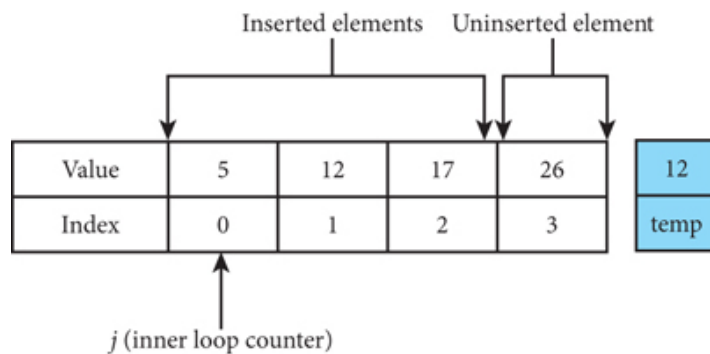 Inserted elements Uninserted element
Value 5 12 17 26 12
Index 0 1 2 3 temp
j (inner loop counter)